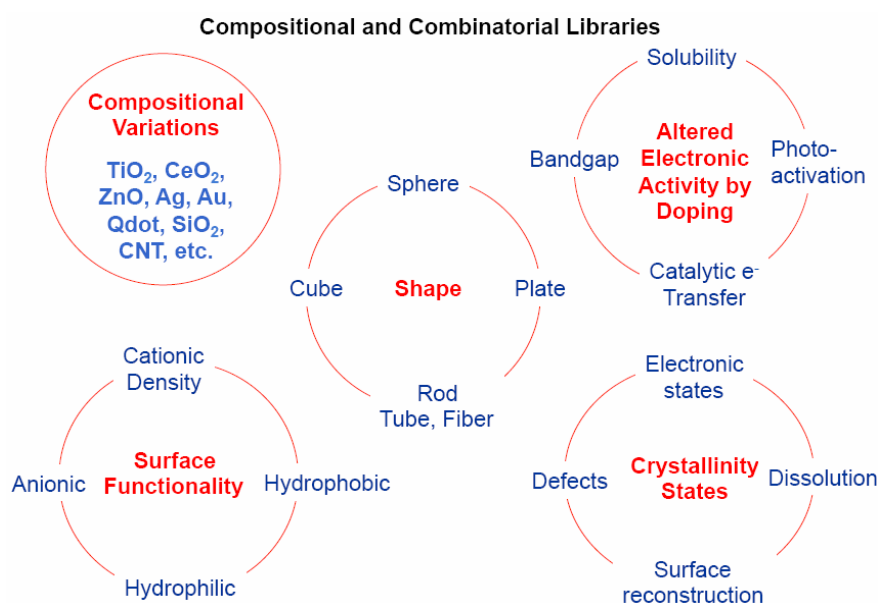 Compositional and Combinatorial Libraries
Compositional
Variations
TiO₂, CeO₂,
ZnO, Ag, Au,
Qdot, SiO₂,
CNT, etc.
Solubility
Bandgap
Altered
Electronic
Activity by
Doping
Photo-
activation
Catalytic e⁻
Transfer
Sphere
Cube
Shape
Plate
Rod
Tube, Fiber
Cationic
Density
Anionic
Surface
Functionality
Hydrophobic
Hydrophilic
Electronic
states
Defects
Crystallinity
States
Dissolution
Surface
reconstruction